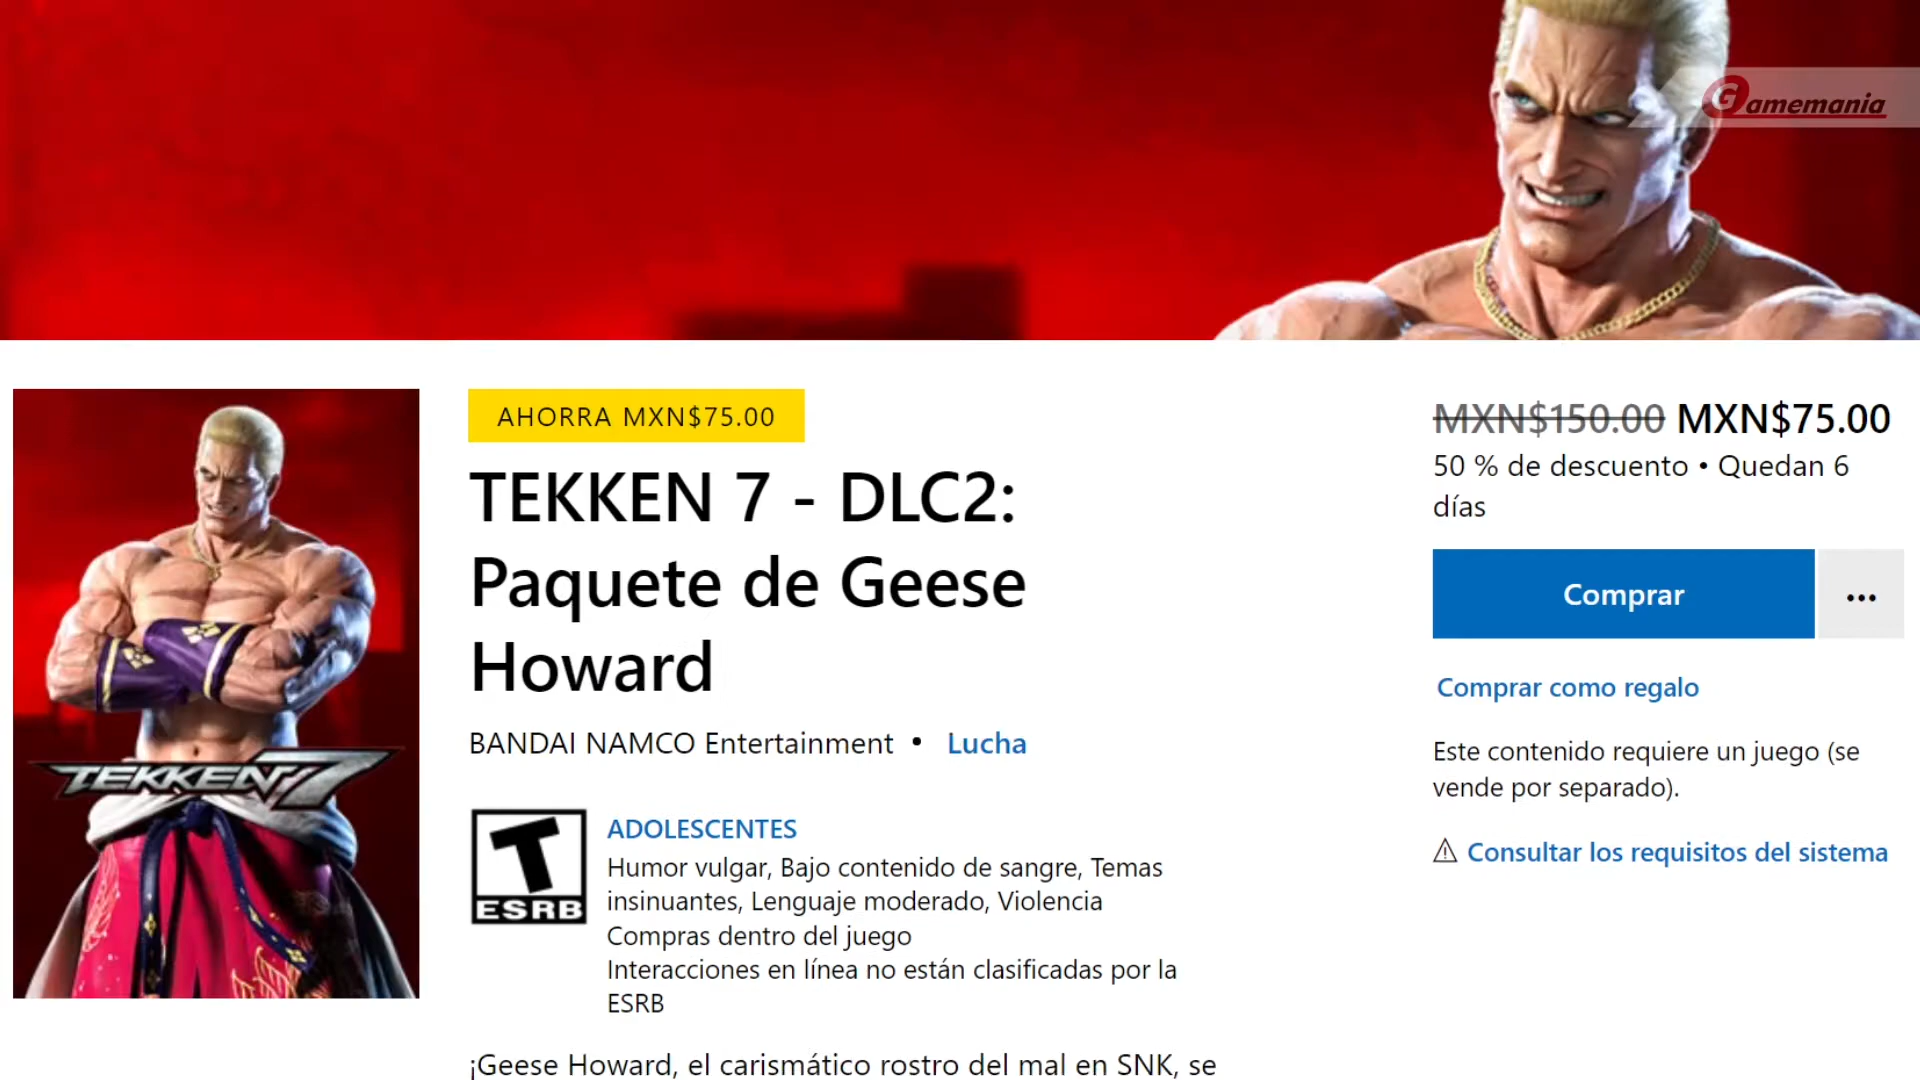 Gamemania
AHORRA MXN$75.00
TEKKEN 7 - DLC2:
Paquete de Geese
Howard
BANDAI NAMCO Entertainment • Lucha
TEKKEN 7
T
ESRB
ADOLESCENTES
Humor vulgar, Bajo contenido de sangre, Temas
insinuantes, Lenguaje moderado, Violencia
Compras dentro del juego
Interacciones en línea no están clasificadas por la
ESRB
¡Geese Howard, el carismático rostro del mal en SNK, se
MXN$150.00 MXN$75.00
50 % de descuento • Quedan 6
días
Comprar
Comprar como regalo
Este contenido requiere un juego (se
vende por separado).
Consultar los requisitos del sistema